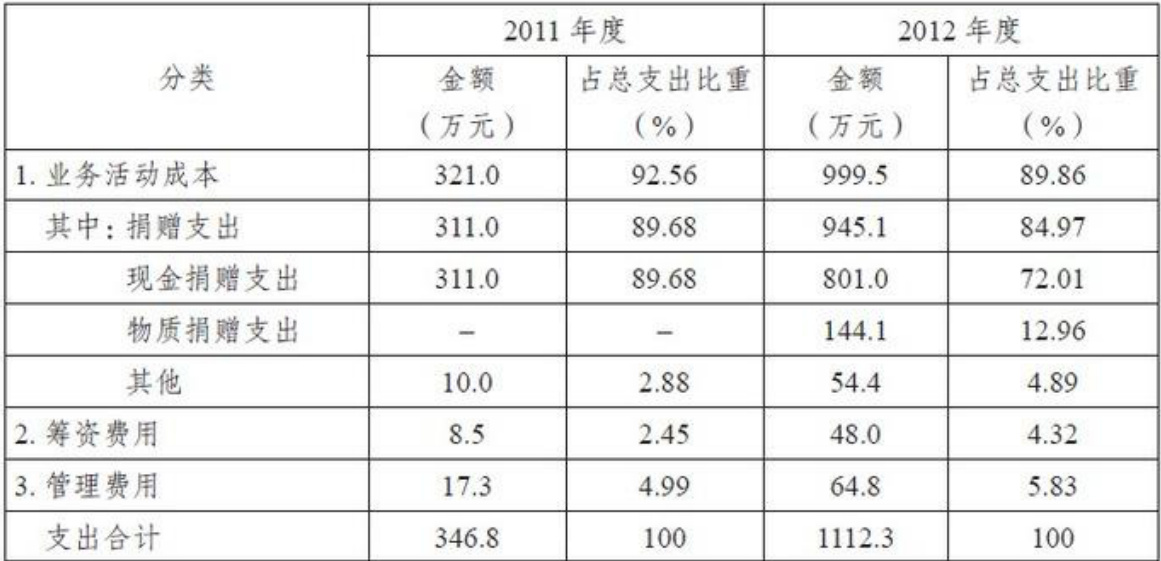 分类 2011 年度 2012 年度
金额（万元） 占总支出比重（%） 金额（万元） 占总支出比重（%）
1. 业务活动成本 321.0 92.56 999.5 89.86
其中：捐赠支出 311.0 89.68 945.1 84.97
现金捐赠支出 311.0 89.68 801.0 72.01
物质捐赠支出 – – 144.1 12.96
其他 10.0 2.88 54.4 4.89
2. 筹资费用 8.5 2.45 48.0 4.32
3. 管理费用 17.3 4.99 64.8 5.83
支出合计 346.8 100 1112.3 100